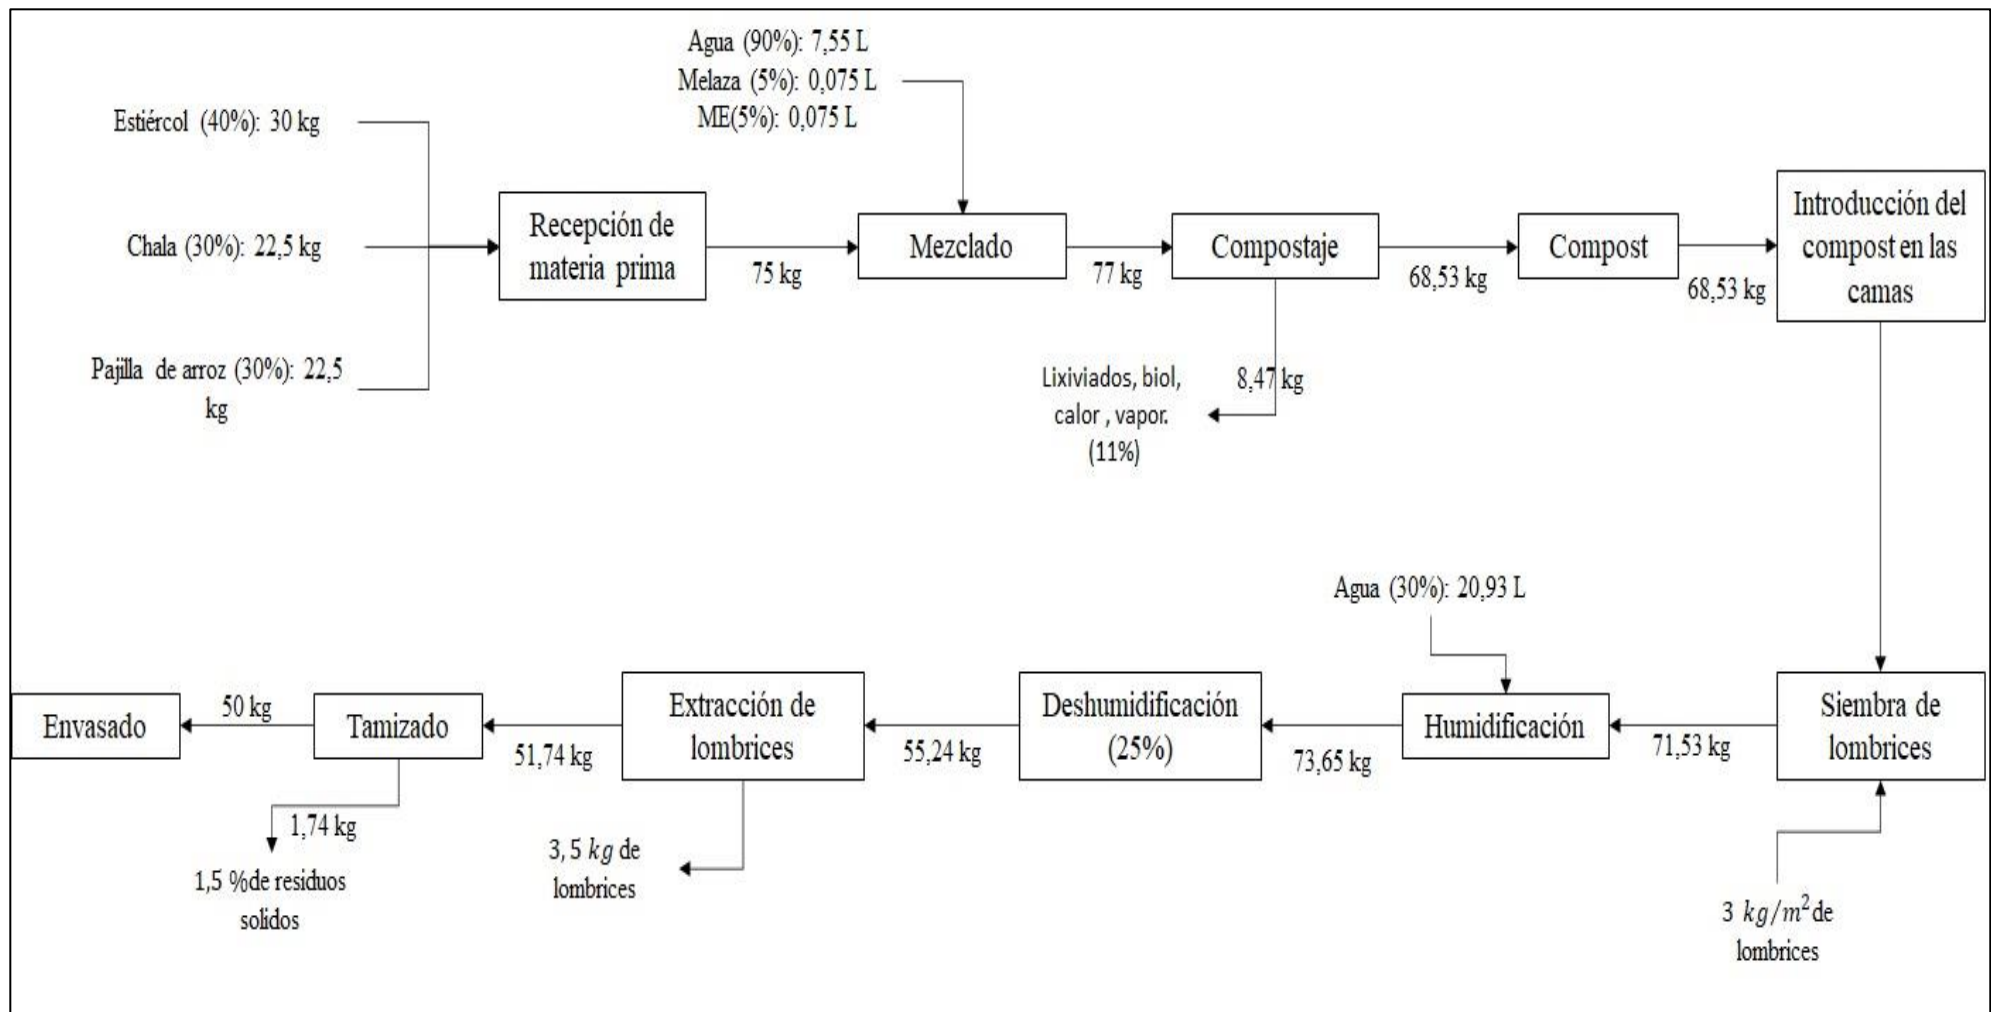 Agua (90%): 7,55 L
Melaza (5%): 0,075 L
ME(5%): 0,075 L
Estiércol (40%): 30 kg
Chala (30%): 22,5 kg
Pajilla de arroz (30%): 22,5
kg
Recepción de
materia prima
75 kg
Mezclado
77 kg
Compostaje
68,53 kg
Compost
68,53 kg
Introducción del
compost en las
camas
Lixiviados, biol,
calor , vapor.
(11%)
8,47 kg
Agua (30%): 20,93 L
Envasado
50 kg
Tamizado
51,74 kg
Extracción de
lombrices
55,24 kg
Deshumidificación
(25%)
73,65 kg
Humidificación
71,53 kg
Siembra de
lombrices
1,74 kg
1,5 %de residuos
solidos
3, 5 kg de
lombrices
3 kg/m²de
lombrices